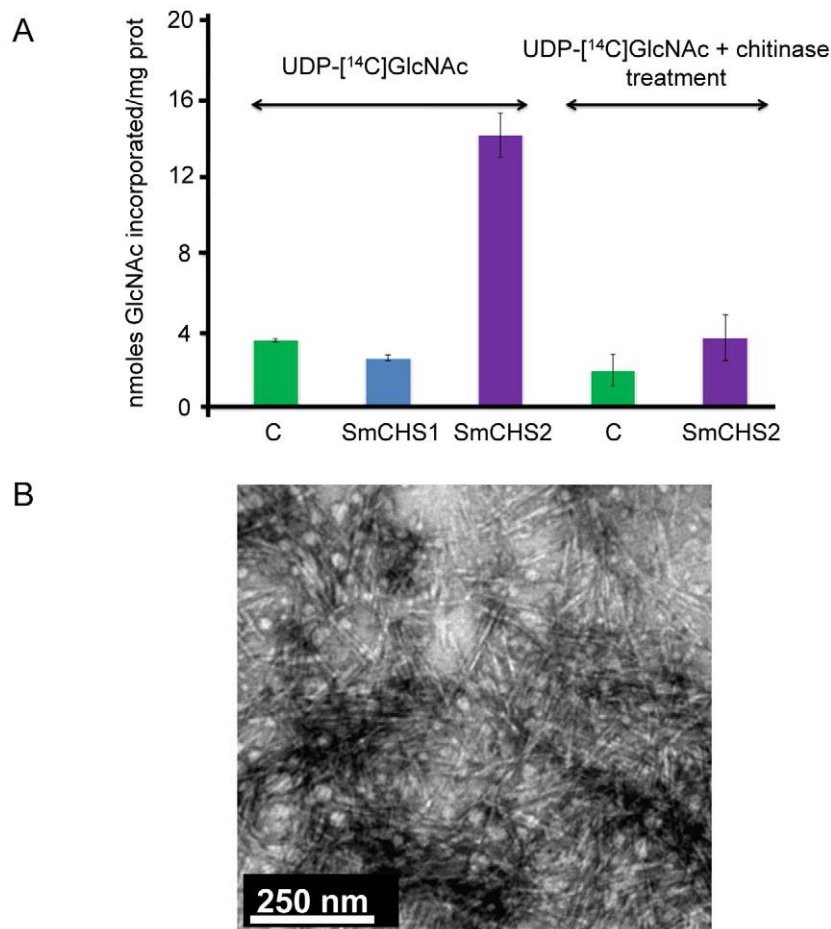 A
nmoles GlcNAc incorporated/mg prot
20
16
12
8
4
0
UDP-[¹⁴C]GlcNAc
UDP-[¹⁴C]GlcNAc + chitinase
treatment
C
SmCHS1
SmCHS2
C
SmCHS2
B
250 nm